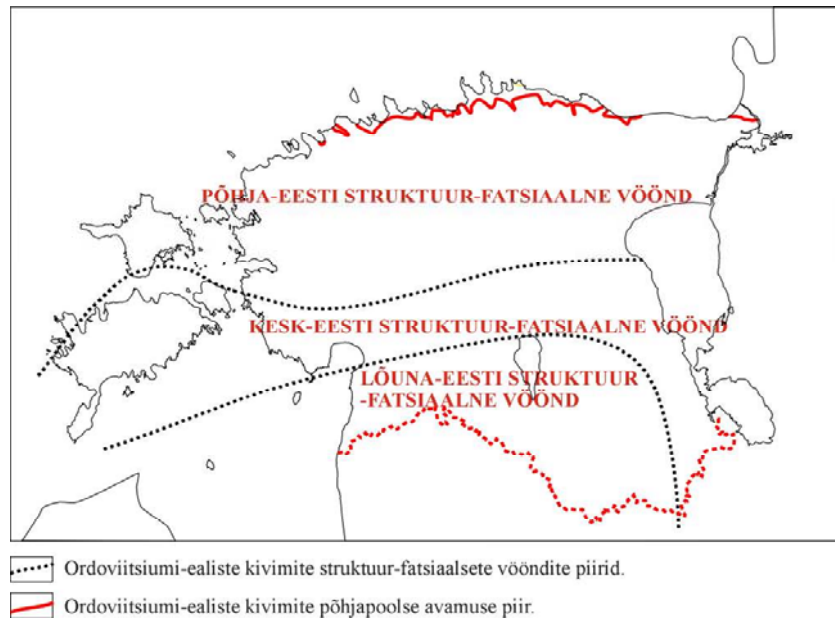 PÕHJA-EESTI STRUKTUUR-FATSIAALNE VÖÖND
KESK-EESTI STRUKTUUR-FATSIAALNE VÖÖND
LÕUNA-EESTI STRUKTUUR
-FATSIAALNE VÖÖND
Ordoviitsiumi-ealiste kivimite struktuur-fatsiaalsete vööndite piirid.
Ordoviitsiumi-ealiste kivimite põhjapoolse avamuse piir.